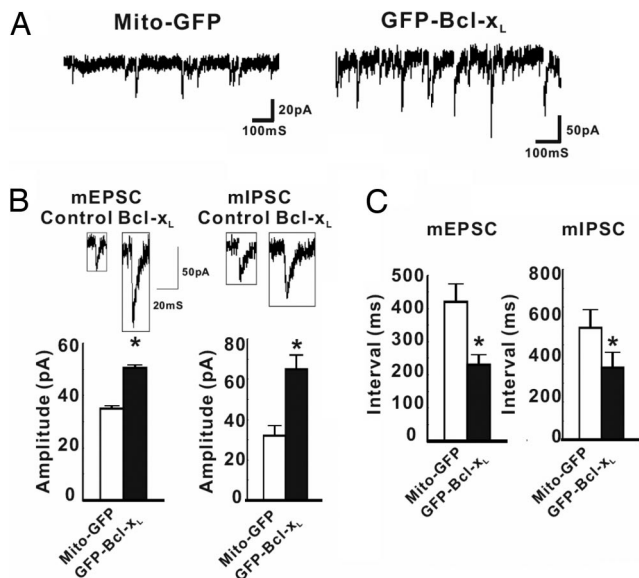 A
Mito-GFP
GFP-Bcl-xL
20pA
100mS
50pA
100mS
B
mEPSC
Control Bcl-xL
mIPSC
Control Bcl-xL
50pA
20mS
Amplitude (pA)
60
40
20
0
Mito-GFP
GFP-Bcl-xL
Amplitude (pA)
80
60
40
20
0
Mito-GFP
GFP-Bcl-xL
*
*
C
mEPSC
mIPSC
Interval (ms)
500
400
300
200
100
0
Mito-GFP
GFP-Bcl-xL
Interval (ms)
800
600
400
200
0
Mito-GFP
GFP-Bcl-xL
*
*